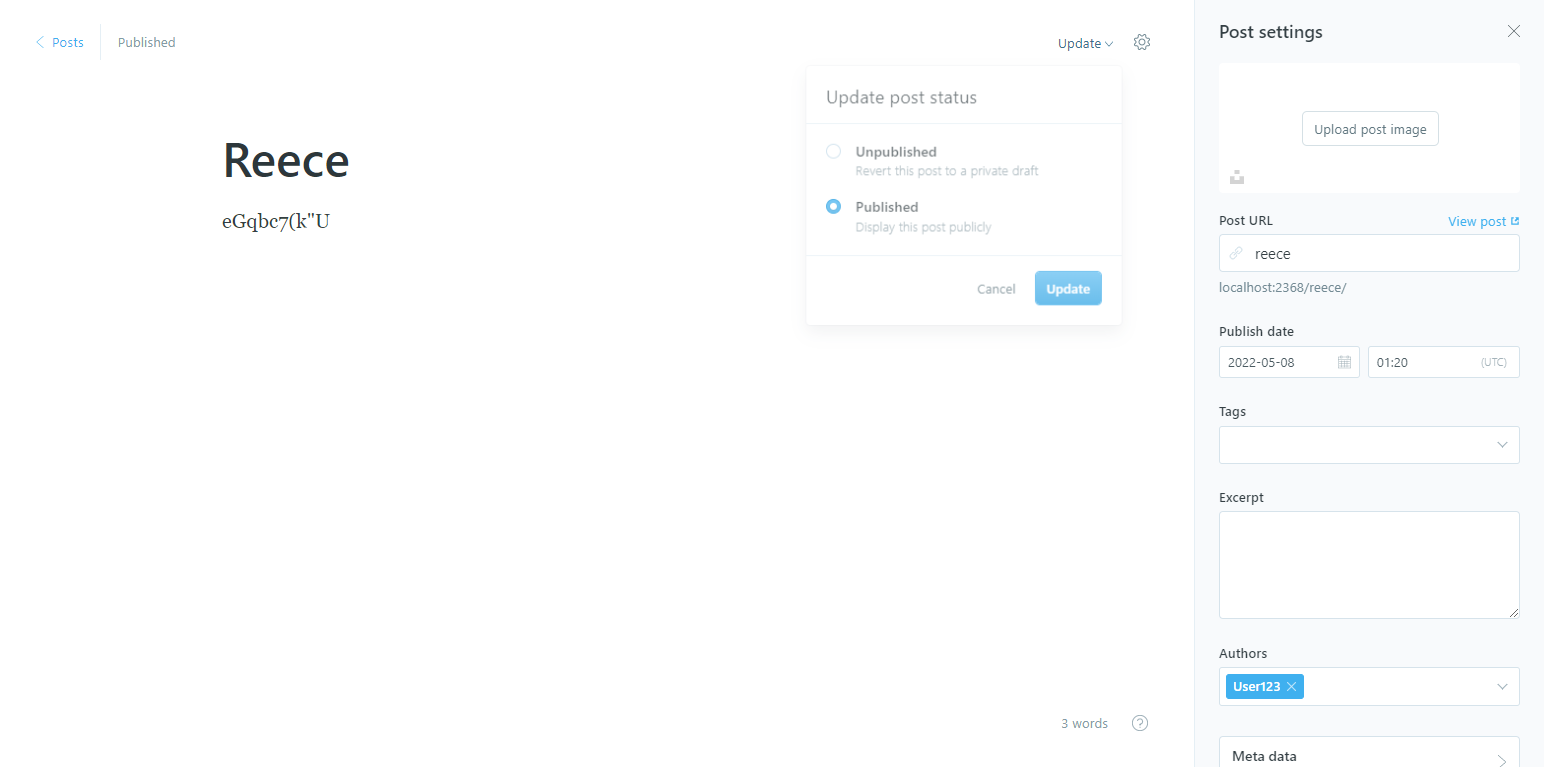 Posts
Published
Update
Update post status
Unpublished
Revert this post to a private draft
Published
Display this post publicly
Cancel
Update
Reece
eGqbc7(k"U
3 words
?
Post settings
Upload post image
Post URL
View post
reece
localhost:2368/reece/
Publish date
2022-05-08
01:20
(UTC)
Tags
Excerpt
Authors
User123
Meta data